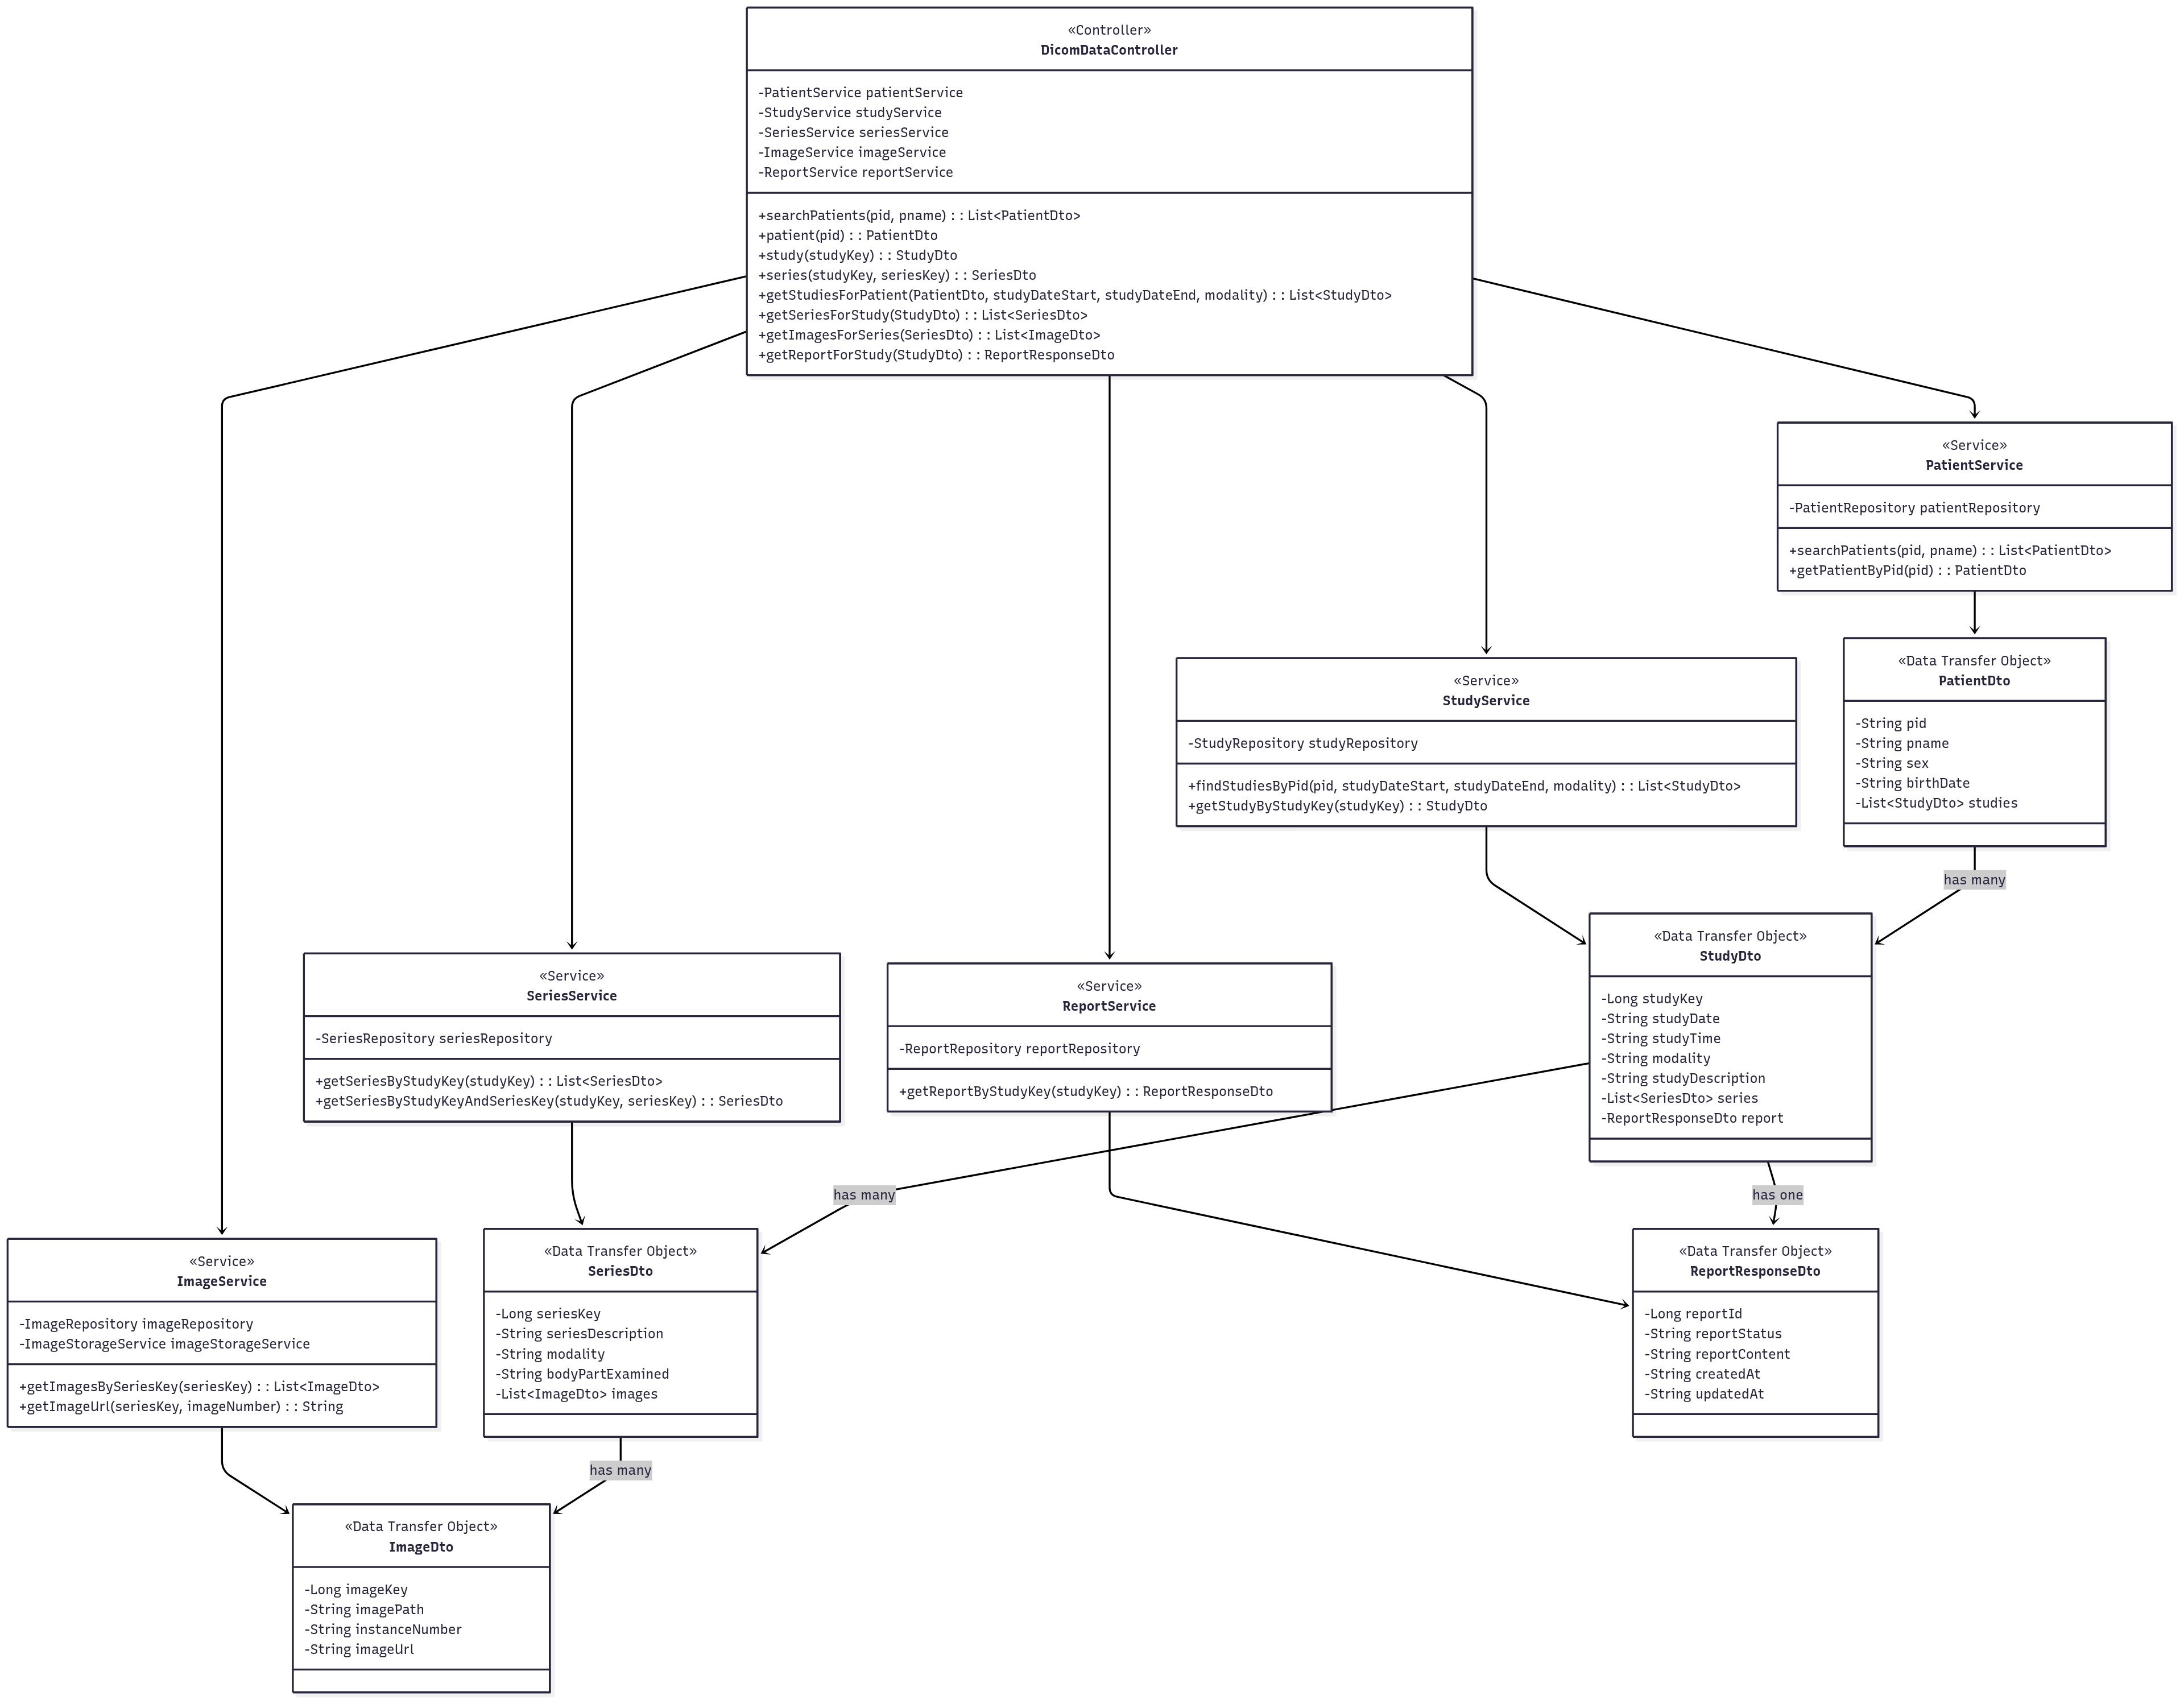 «Controller»
DicomDataController
-PatientService patientService
-StudyService studyService
-SeriesService seriesService
-ImageService imageService
-ReportService reportService
+searchPatients(pid, pname) : : List<PatientDto>
+patient(pid) : : PatientDto
+study(studyKey) : : StudyDto
+series(studyKey, seriesKey) : : SeriesDto
+getStudiesForPatient(PatientDto, studyDateStart, studyDateEnd, modality) : : List<StudyDto>
+getSeriesForStudy(StudyDto) : : List<SeriesDto>
+getImagesForSeries(SeriesDto) : : List<ImageDto>
+getReportForStudy(StudyDto) : : ReportResponseDto
«Service»
PatientService
-PatientRepository patientRepository
+searchPatients(pid, pname) : : List<PatientDto>
+getPatientByPid(pid) : : PatientDto
«Data Transfer Object»
PatientDto
-String pid
-String pname
-String sex
-String birthDate
-List<StudyDto> studies
has many
«Service»
StudyService
-StudyRepository studyRepository
+findStudiesByPid(pid, studyDateStart, studyDateEnd, modality) : : List<StudyDto>
+getStudyByStudyKey(studyKey) : : StudyDto
«Data Transfer Object»
StudyDto
-Long studyKey
-String studyDate
-String studyTime
-String modality
-String studyDescription
-List<SeriesDto> series
-ReportResponseDto report
«Service»
SeriesService
-SeriesRepository seriesRepository
+getSeriesByStudyKey(studyKey) : : List<SeriesDto>
+getSeriesByStudyKeyAndSeriesKey(studyKey, seriesKey) : : SeriesDto
«Service»
ReportService
-ReportRepository reportRepository
+getReportByStudyKey(studyKey) : : ReportResponseDto
has many
has one
«Service»
ImageService
-ImageRepository imageRepository
-ImageStorageService imageStorageService
+getImagesBySeriesKey(seriesKey) : : List<ImageDto>
+getImageUrl(seriesKey, imageNumber) : : String
«Data Transfer Object»
SeriesDto
-Long seriesKey
-String seriesDescription
-String modality
-String bodyPartExamined
-List<ImageDto> images
«Data Transfer Object»
ReportResponseDto
-Long reportId
-String reportStatus
-String reportContent
-String createdAt
-String updatedAt
has many
«Data Transfer Object»
ImageDto
-Long imageKey
-String imagePath
-String instanceNumber
-String imageUrl